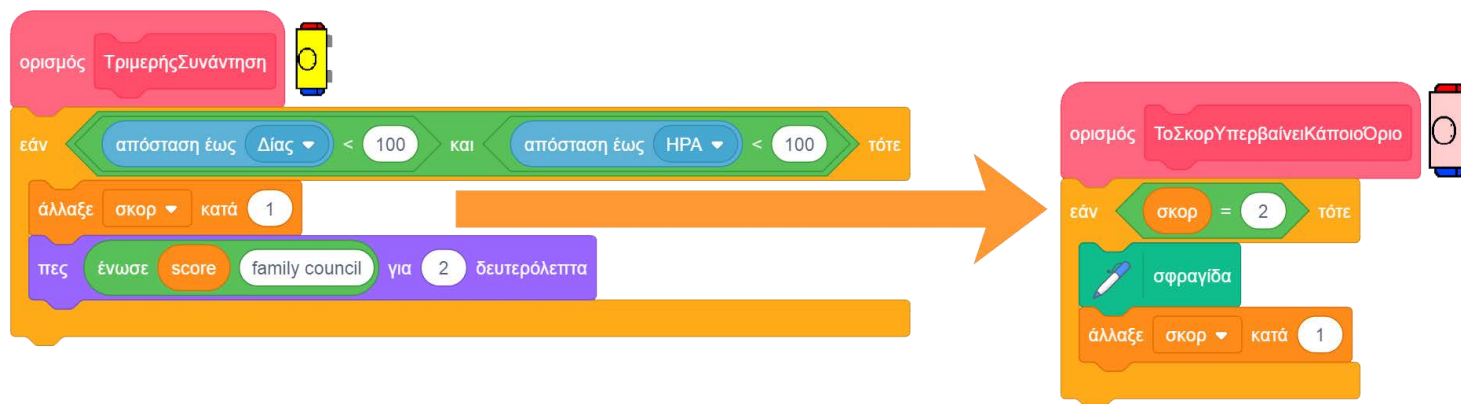 ορισμός ΤριμερήςΣυνάντηση
εάν απόσταση έως Δίας < 100 και απόσταση έως ΗΡΑ < 100 τότε
άλλαξε σκορ κατά 1
πες ένωσε score family council για 2 δευτερόλεπτα
ορισμός ΤοΣκορΥπερβαίνειΚάποιοΌριο
εάν σκορ = 2 τότε
σφραγίδα
άλλαξε σκορ κατά 1